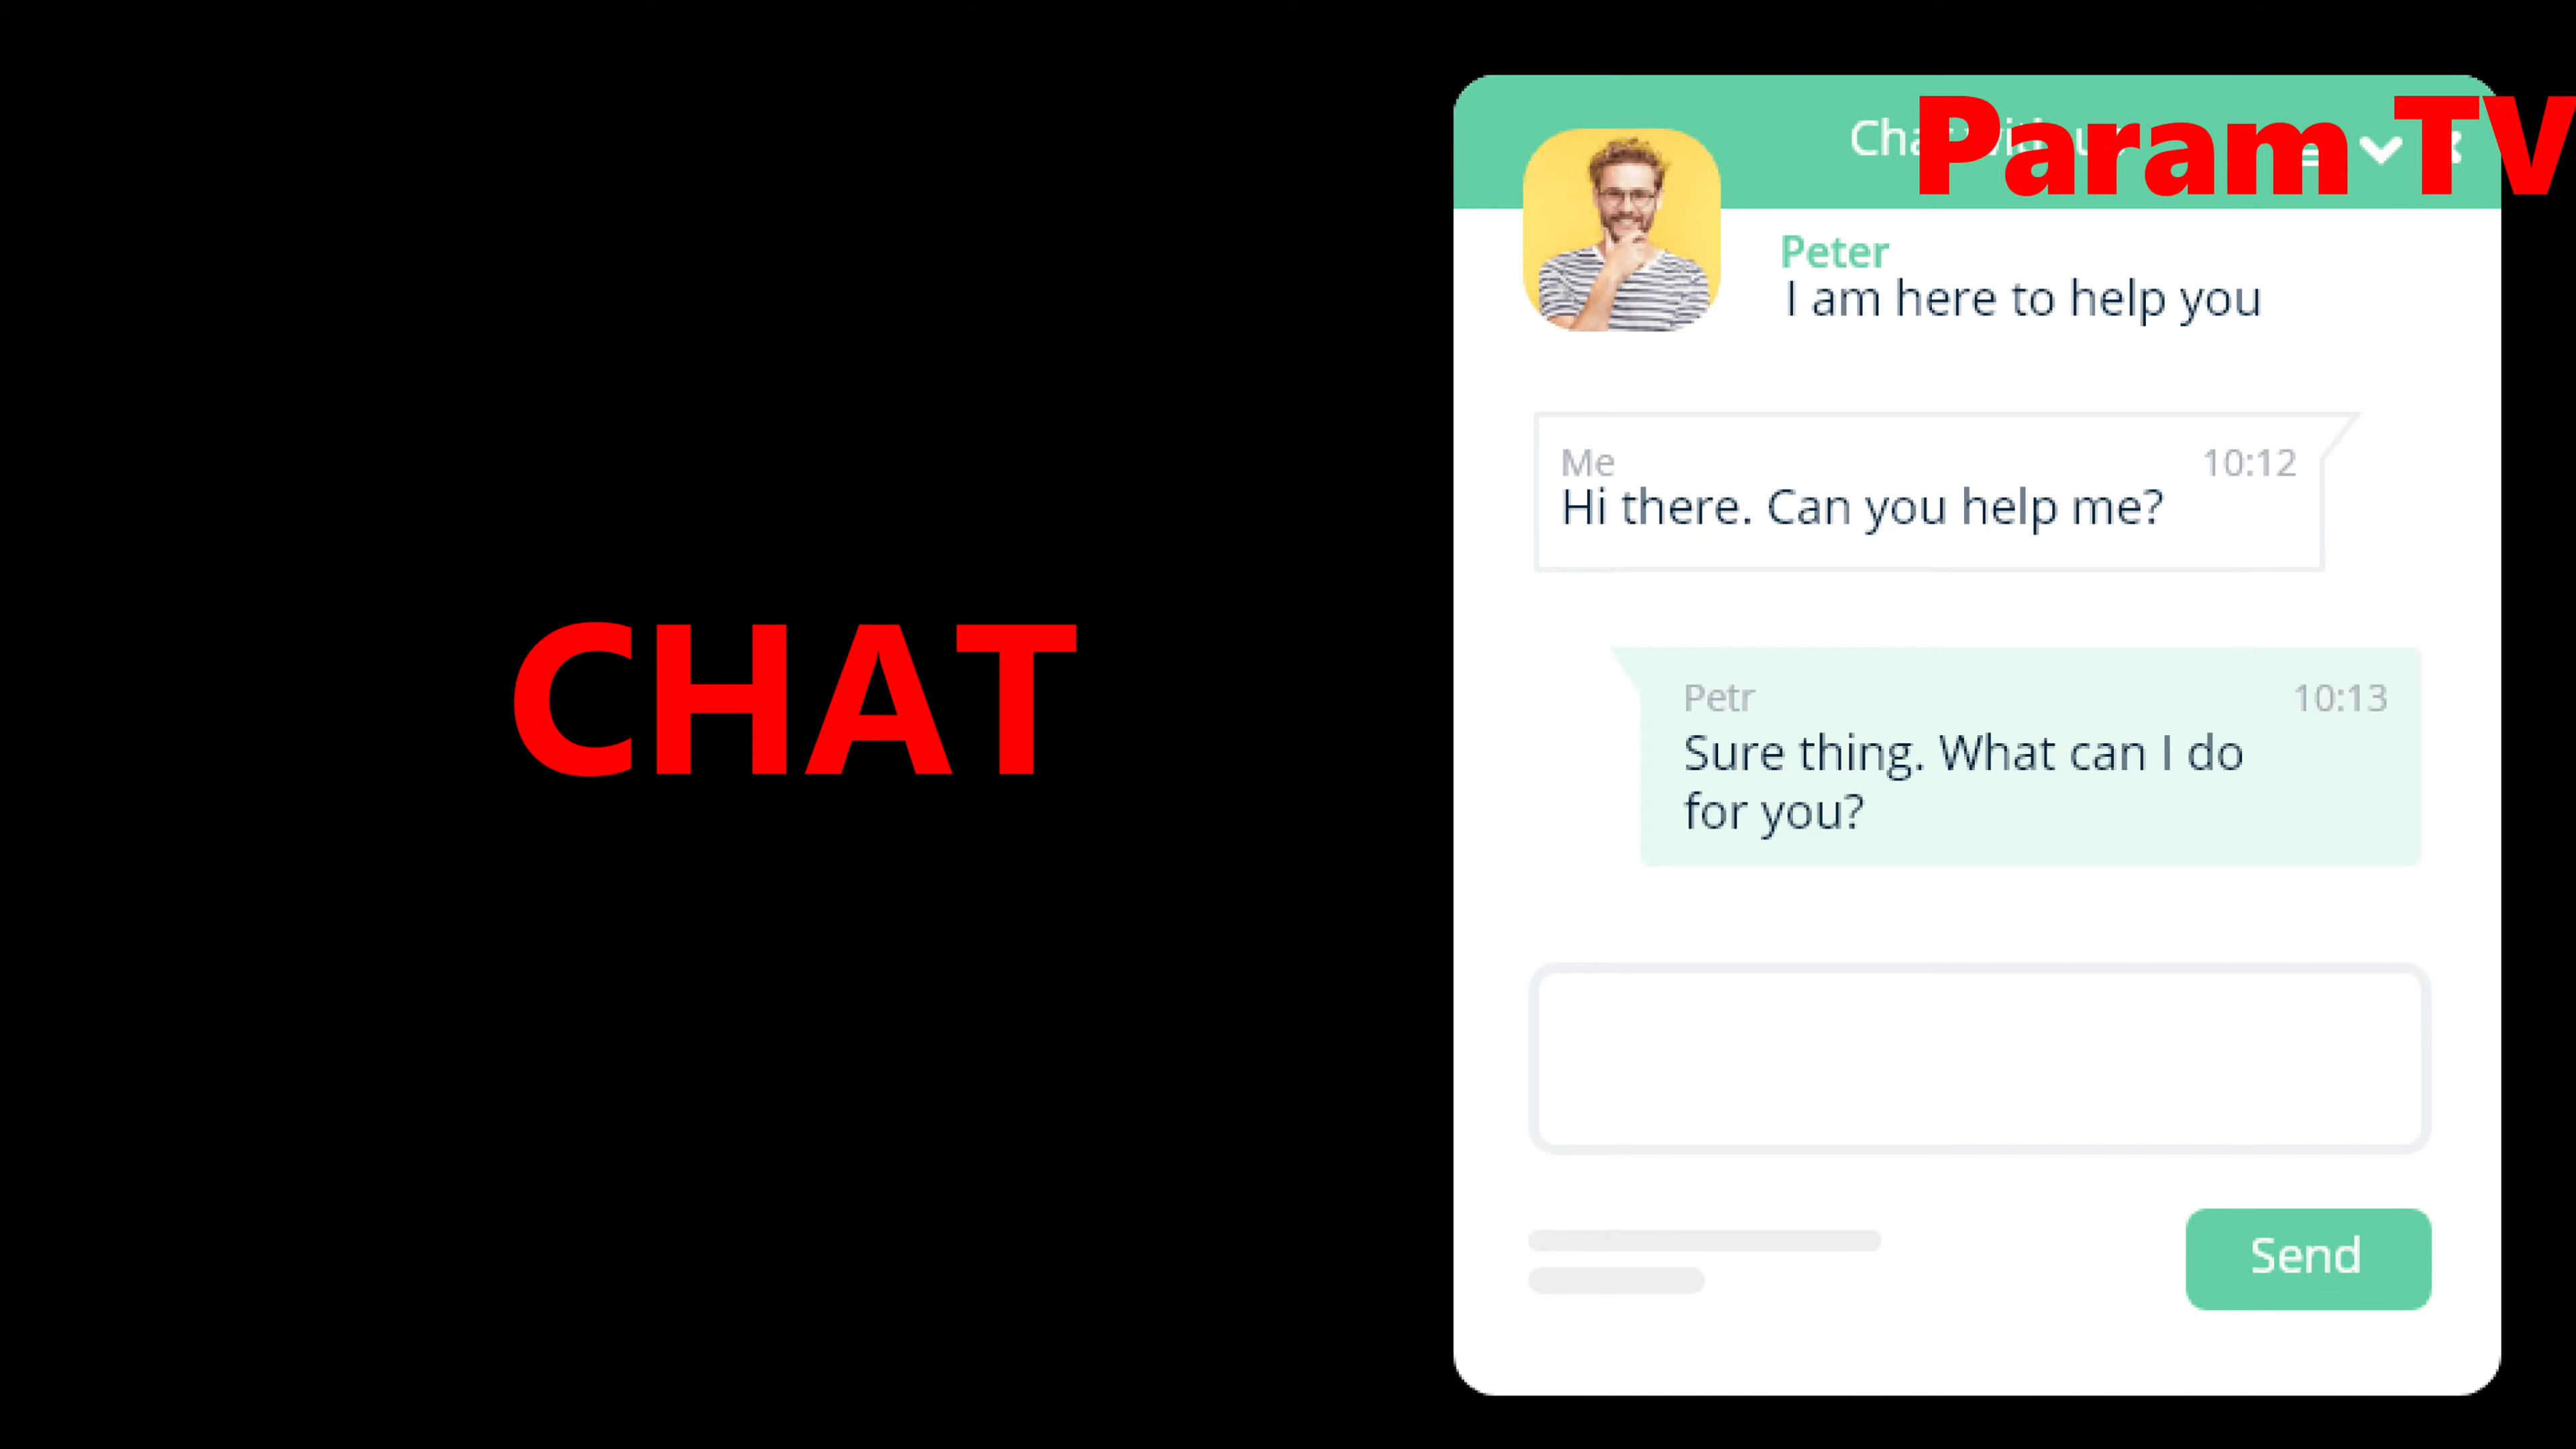 Param TV
Peter
I am here to help you
Me 10:12
Hi there. Can you help me?
CHAT
Petr 10:13
Sure thing. What can I do
for you?
Send